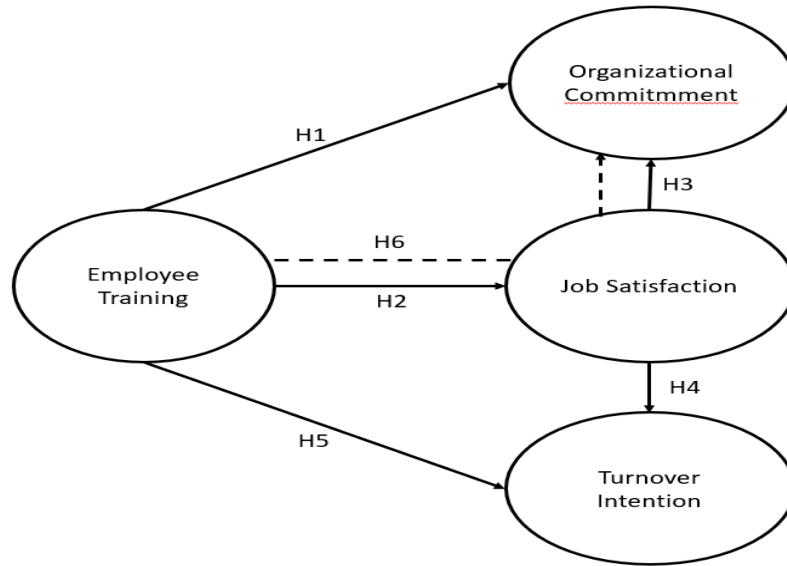 Organizational
Commitmment
H1
H3
H6
Employee
Training
Job Satisfaction
H2
H4
H5
Turnover
Intention